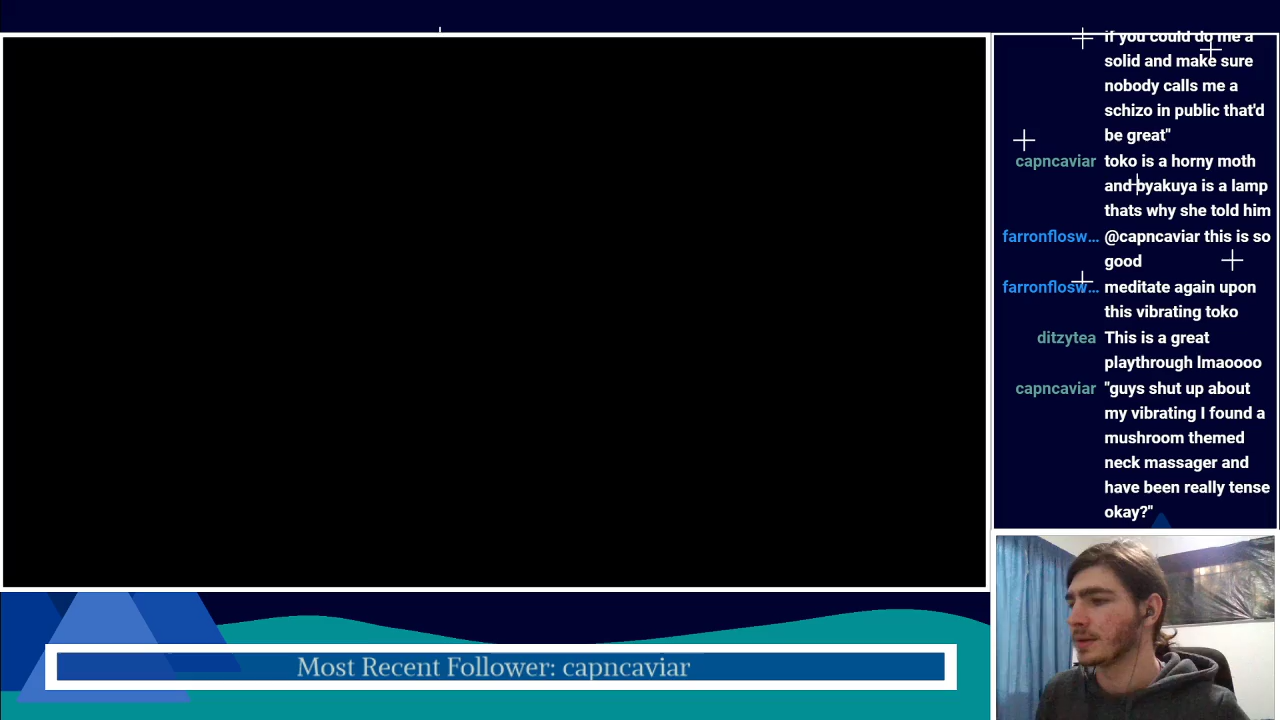 if you could do me a
solid and make sure
nobody calls me a
schizo in public that'd
be great"
capncaviar toko is a horny moth
and byakuya is a lamp
thats why she told him
farronflosw... @capncaviar this is so
good
farronflosw... meditate again upon
this vibrating toko
ditzytea This is a great
playthrough lmaoooo
capncaviar "guys shut up about
my vibrating I found a
mushroom themed
neck massager and
have been really tense
okay?"
Most Recent Follower: capncaviar